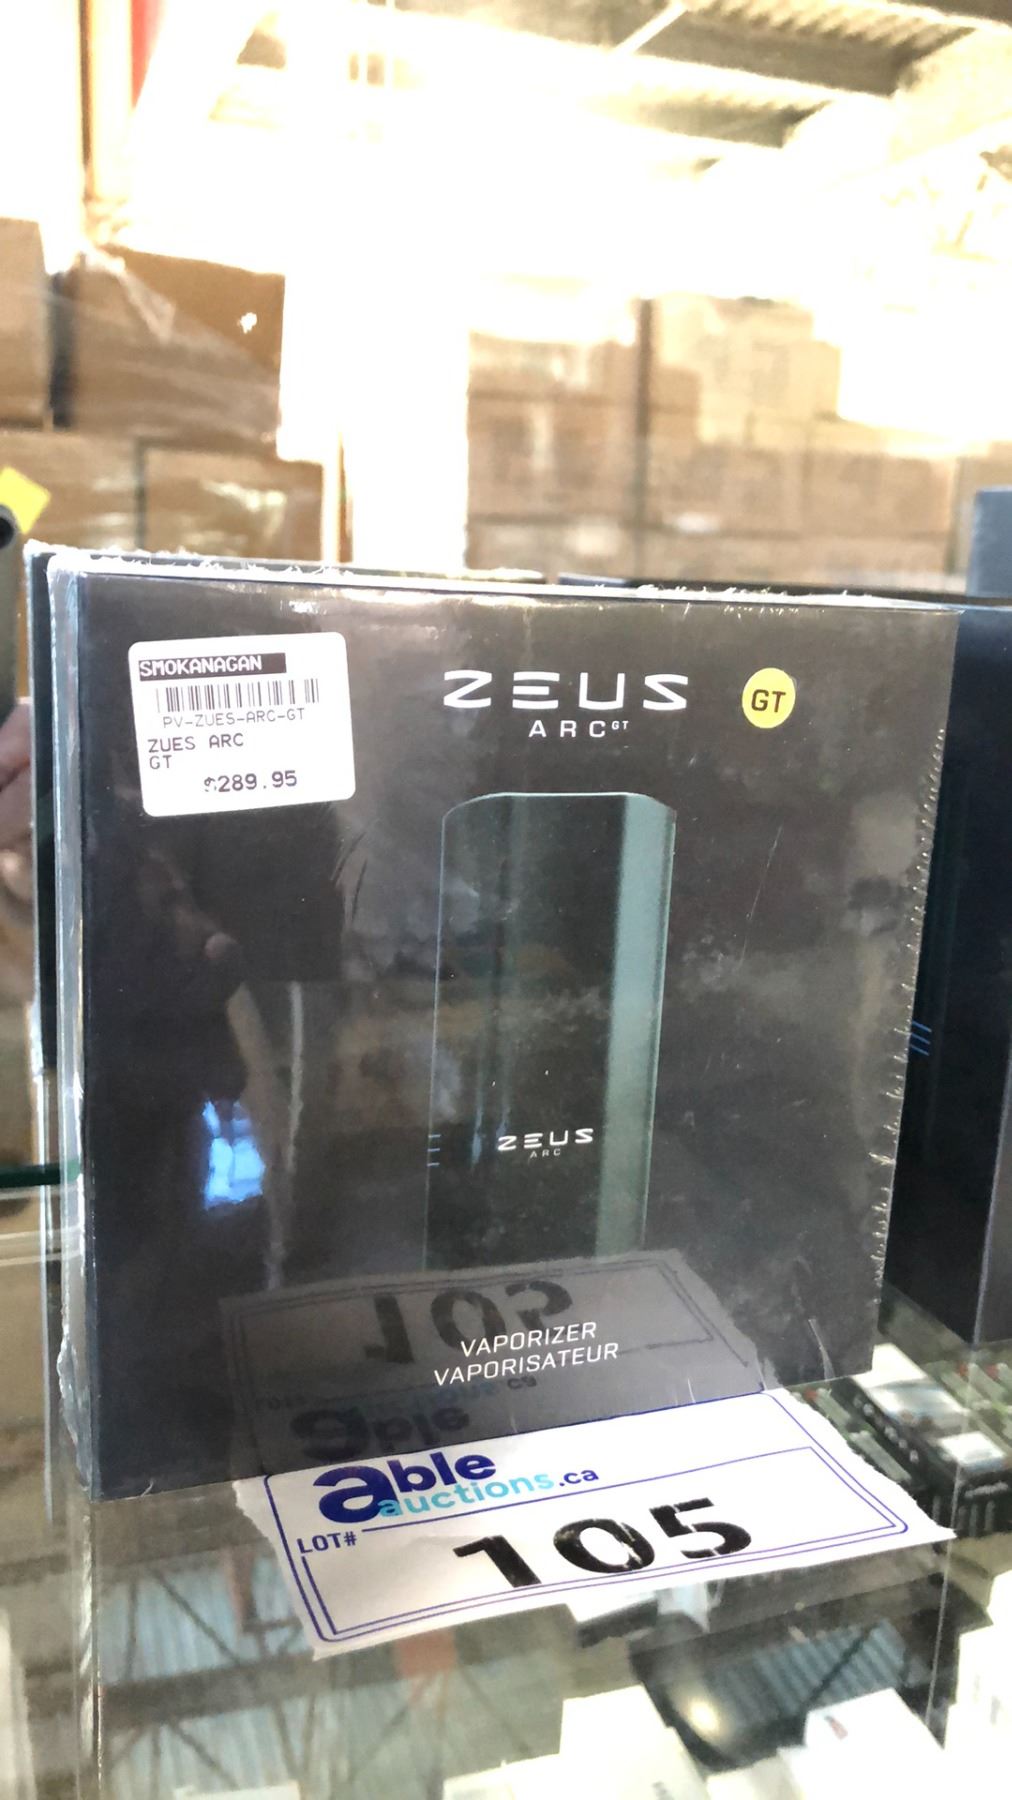 SMOKANAGAN
PV-ZUES-ARC-GT
ZUES ARC
GT
$289.95
ZEUS
ARC GT
GT
ZEUS
ARC
VAPORIZER
VAPORISATEUR
able
auctions.ca
LOT#
105